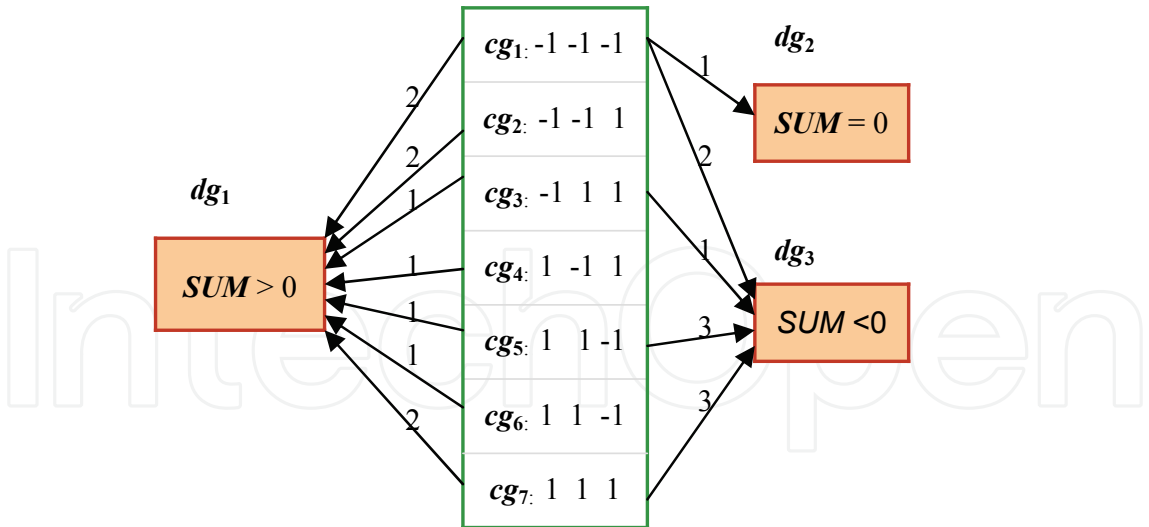 cg1: -1 -1 -1
dg2
1
SUM = 0
2
cg2: -1 -1 1
2
2
dg1
1
cg3: -1 1 1
1
dg3
SUM > 0
1
cg4: 1 -1 1
SUM <0
1
cg5: 1 1 -1
3
1
cg6: 1 1 -1
3
2
cg7: 1 1 1
IntechOpen